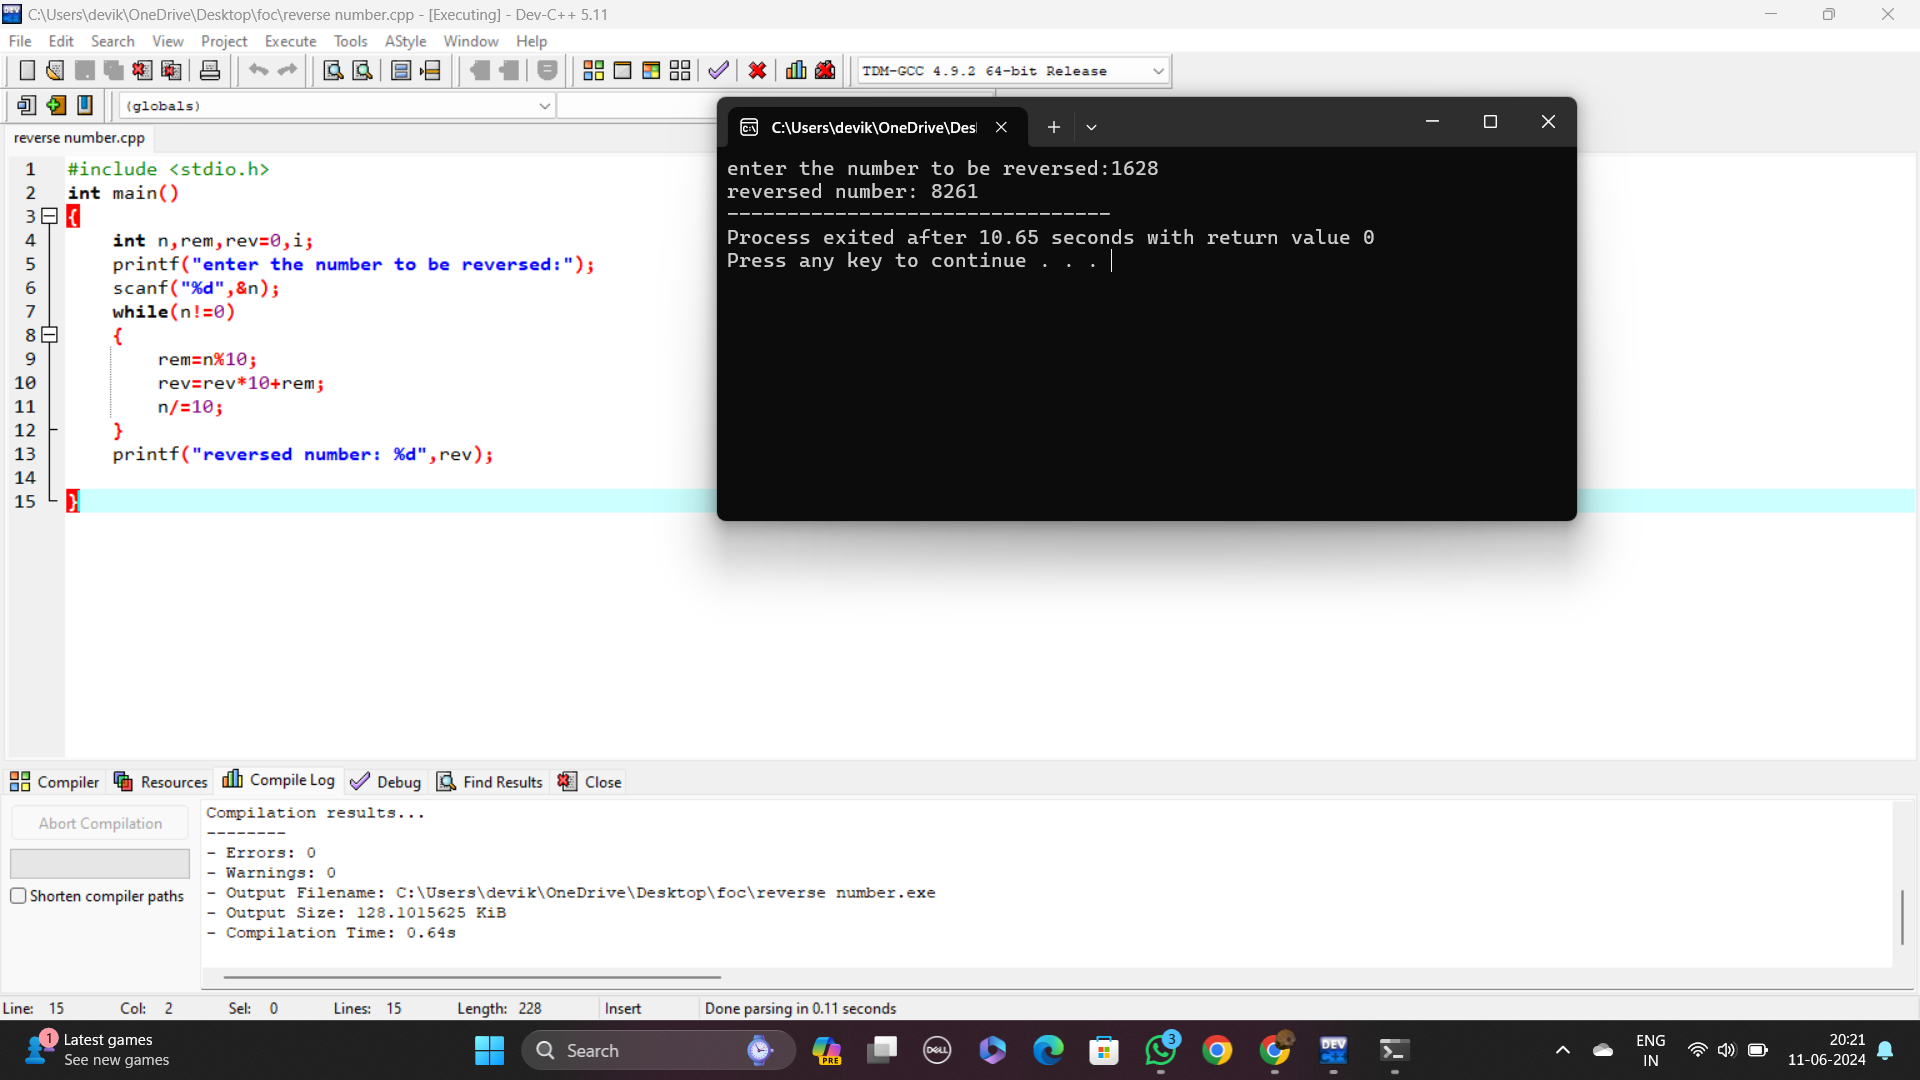 C:\Users\devik\OneDrive\Desktop\foc\reverse number.cpp - [Executing] - Dev-C++ 5.11
File Edit Search View Project Execute Tools AStyle Window Help
TDM-GCC 4.9.2 64-bit Release
(globals)
reverse number.cpp
1 #include <stdio.h>
2 int main()
3 {
4 int n,rem,rev=0,i;
5 printf("enter the number to be reversed:");
6 scanf("%d",&n);
7 while(n!=0)
8 {
9 rem=n%10;
10 rev=rev*10+rem;
11 n/=10;
12 }
13 printf("reversed number: %d",rev);
14
15 }
C:\Users\devik\OneDrive\Des
enter the number to be reversed:1628
reversed number: 8261
--------------------------------
Process exited after 10.65 seconds with return value 0
Press any key to continue . . .
Compiler Resources Compile Log Debug Find Results Close
Abort Compilation
Shorten compiler paths
Compilation results...
--------
- Errors: 0
- Warnings: 0
- Output Filename: C:\Users\devik\OneDrive\Desktop\foc\reverse number.exe
- Output Size: 128.1015625 KiB
- Compilation Time: 0.64s
Line: 15 Col: 2 Sel: 0 Lines: 15 Length: 228 Insert Done parsing in 0.11 seconds
1
Latest games
See new games
Search
PRE
DELL
3
DEV
ENG
IN
20:21
11-06-2024